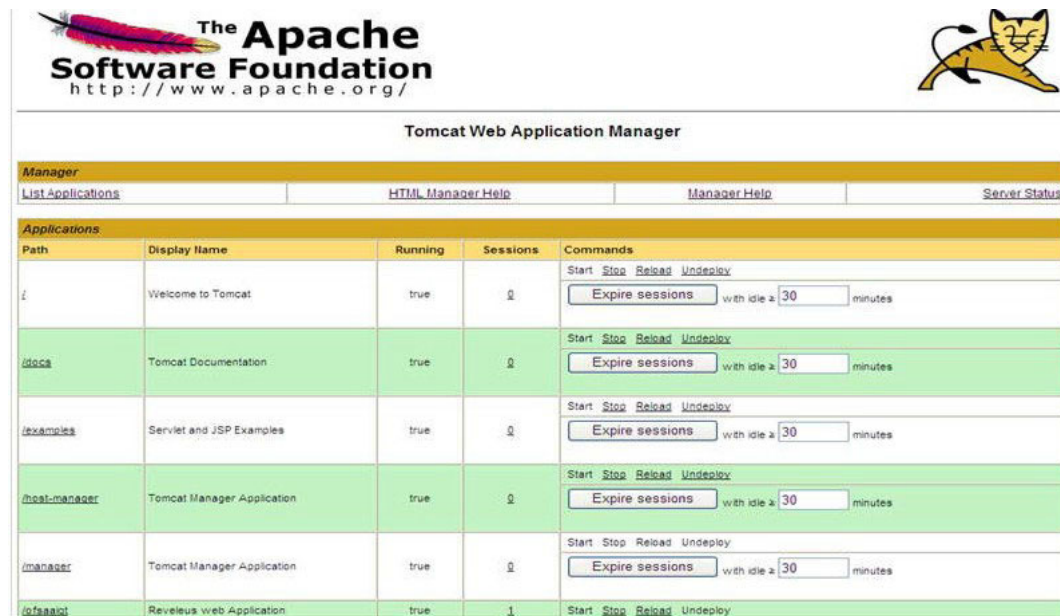 The Apache
Software Foundation
http://www.apache.org/
Tomcat Web Application Manager
Manager
List Applications HTML Manager Help Manager Help Server Status
Applications
Path Display Name Running Sessions Commands
Start Stop Reload Undeploy
/ Welcome to Tomcat true 0 Expire sessions with idle ≥ 30 minutes
Start Stop Reload Undeploy
/docs Tomcat Documentation true 0 Expire sessions with idle ≥ 30 minutes
Start Stop Reload Undeploy
/examples Servlet and JSP Examples true 0 Expire sessions with idle ≥ 30 minutes
Start Stop Reload Undeploy
/host-manager Tomcat Manager Application true 0 Expire sessions with idle ≥ 30 minutes
Start Stop Reload Undeploy
/manager Tomcat Manager Application true 0 Expire sessions with idle ≥ 30 minutes
/ofsaaiqt Reveleus web Application true 1 Start Stop Reload Undeploy